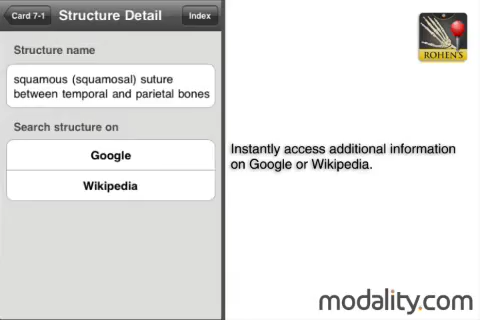 Card 7-1
Structure Detail
Index
Structure name
squamous (squamosal) suture
between temporal and parietal bones
Search structure on
Google
Wikipedia
ROHEN'S
Instantly access additional information
on Google or Wikipedia.
modality.com